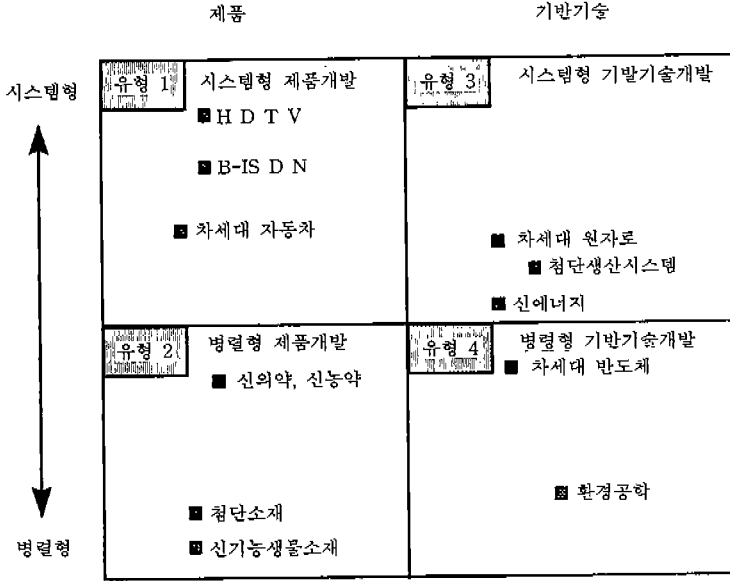 제품 기반기술
시스템형
유형 1 시스템형 제품개발
■ H D T V
■ B-IS D N
■ 차세대 자동차
유형 3 시스템형 기발기술개발
■ 차세대 원자로
■ 첨단생산시스템
■ 신에너지
유형 2 병렬형 제품개발
■ 신의약, 신농약
■ 첨단소재
■ 신기능생물소재
유형 4 병령형 기반기술개발
■ 차세대 반도체
■ 환경공학
병렬형